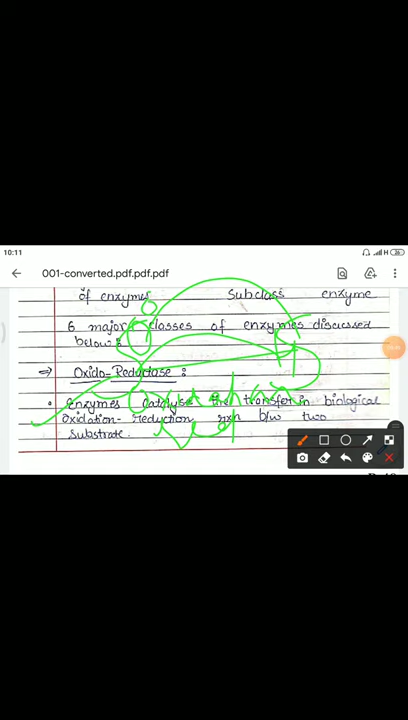 10:11
001-converted.pdf.pdf.pdf
of enzymes Subclass enzyme
6 major classes of enzymes discussed
below:
⇒ Oxido-Reductase :
• Enzymes catalyse the transfer in biological
oxidation-reduction rxn b/w two
Substrate.